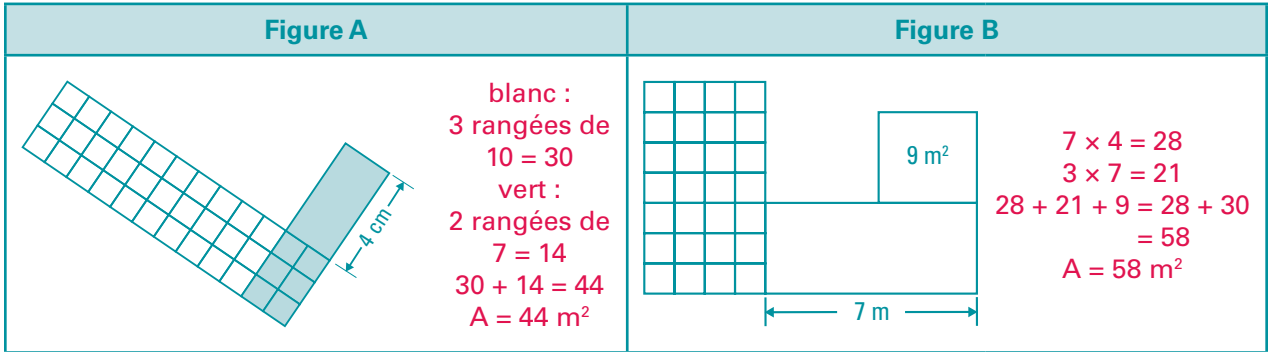 Figure A
Figure B
4 cm
blanc :
3 rangées de
10 = 30
vert :
2 rangées de
7 = 14
30 + 14 = 44
A = 44 m²
9 m²
7 m
7 × 4 = 28
3 × 7 = 21
28 + 21 + 9 = 28 + 30
= 58
A = 58 m²